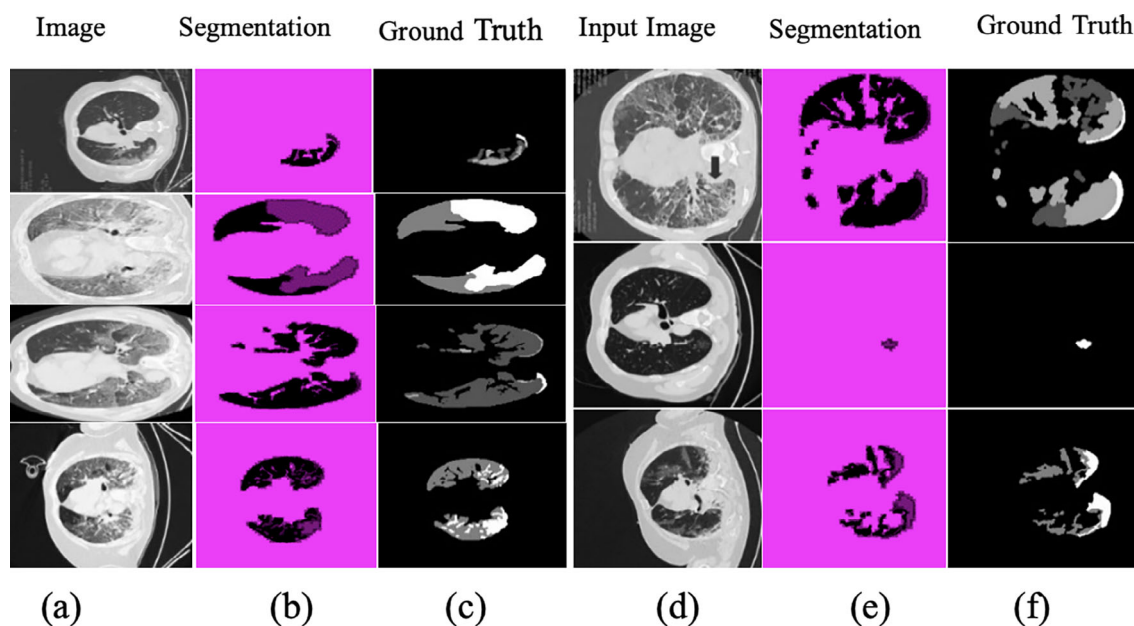 Image Segmentation Ground Truth Input Image Segmentation Ground Truth
(a) (b) (c) (d) (e) (f)